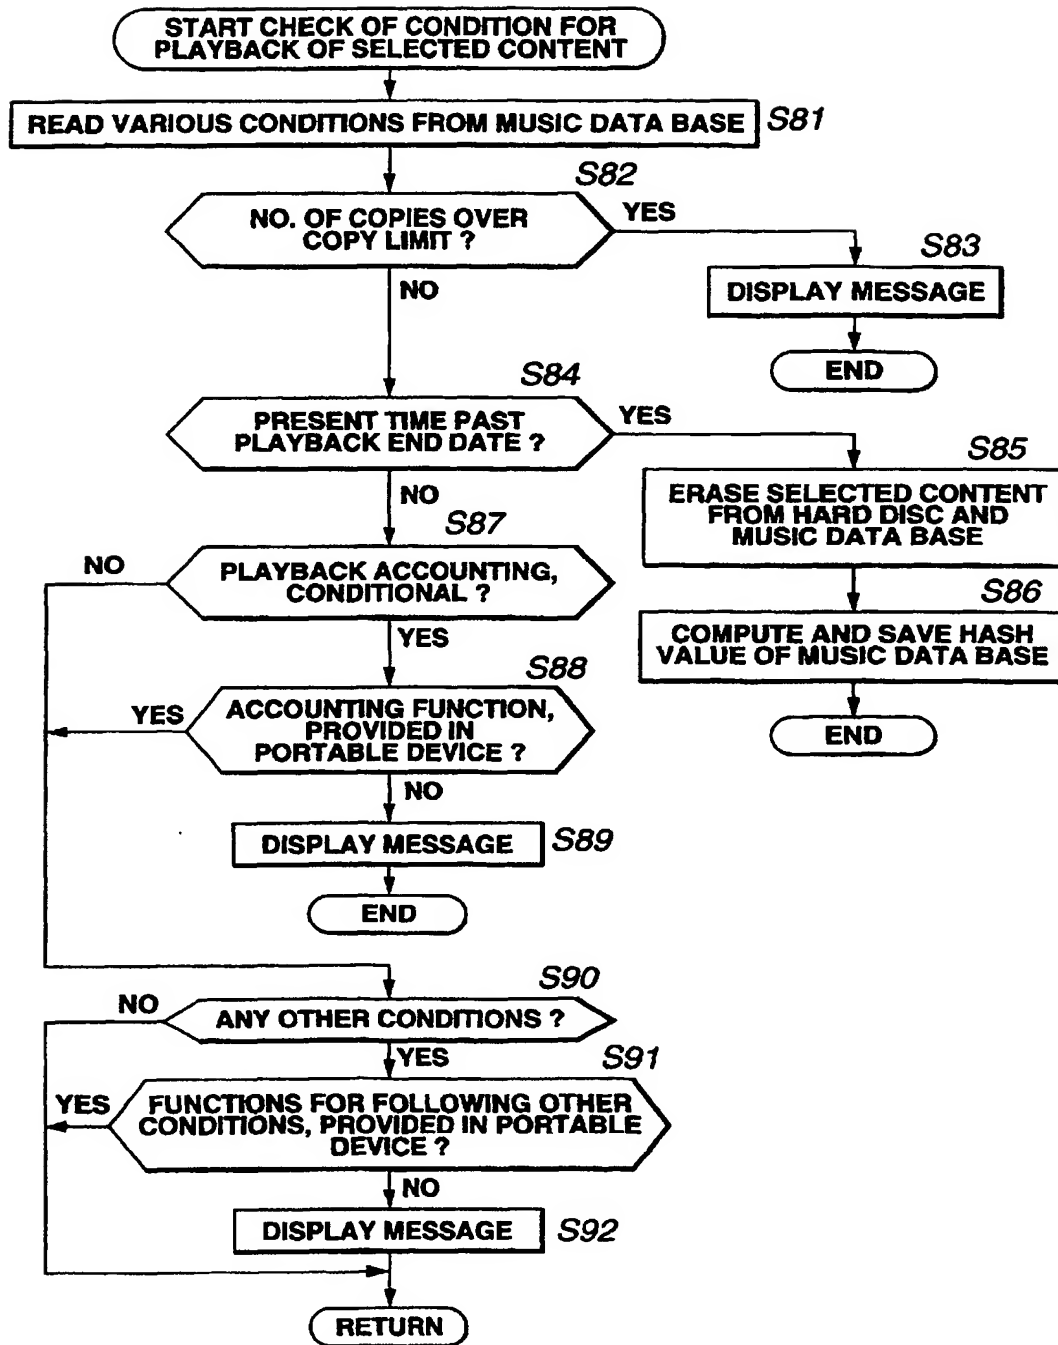 START CHECK OF CONDITION FOR
PLAYBACK OF SELECTED CONTENT
READ VARIOUS CONDITIONS FROM MUSIC DATA BASE
S81
S82
NO. OF COPIES OVER
COPY LIMIT ?
YES
NO
S83
DISPLAY MESSAGE
END
S84
PRESENT TIME PAST
PLAYBACK END DATE ?
YES
NO
S85
ERASE SELECTED CONTENT
FROM HARD DISC AND
MUSIC DATA BASE
S86
COMPUTE AND SAVE HASH
VALUE OF MUSIC DATA BASE
END
S87
PLAYBACK ACCOUNTING,
CONDITIONAL ?
NO
YES
S88
ACCOUNTING FUNCTION,
PROVIDED IN
PORTABLE DEVICE ?
YES
NO
DISPLAY MESSAGE
S89
END
S90
ANY OTHER CONDITIONS ?
NO
YES
S91
FUNCTIONS FOR FOLLOWING OTHER
CONDITIONS, PROVIDED IN PORTABLE
DEVICE ?
YES
NO
DISPLAY MESSAGE
S92
RETURN